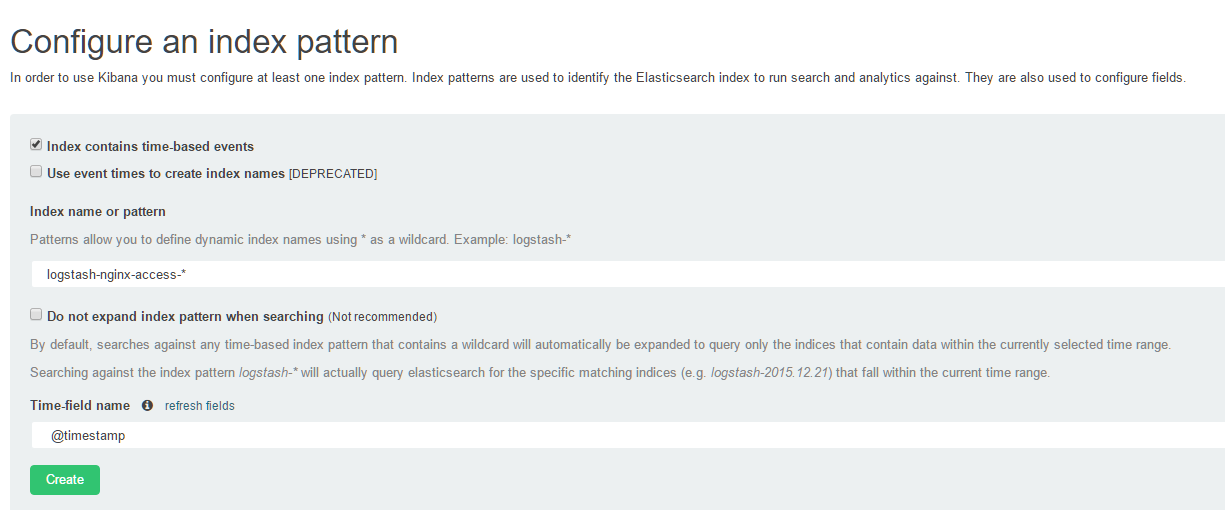 Configure an index pattern
In order to use Kibana you must configure at least one index pattern. Index patterns are used to identify the Elasticsearch index to run search and analytics against. They are also used to configure fields.
Index contains time-based events
Use event times to create index names [DEPRECATED]
Index name or pattern
Patterns allow you to define dynamic index names using * as a wildcard. Example: logstash-*
logstash-nginx-access-*
Do not expand index pattern when searching (Not recommended)
By default, searches against any time-based index pattern that contains a wildcard will automatically be expanded to query only the indices that contain data within the currently selected time range.
Searching against the index pattern logstash-* will actually query elasticsearch for the specific matching indices (e.g. logstash-2015.12.21) that fall within the current time range.
Time-field name refresh fields
@timestamp
Create